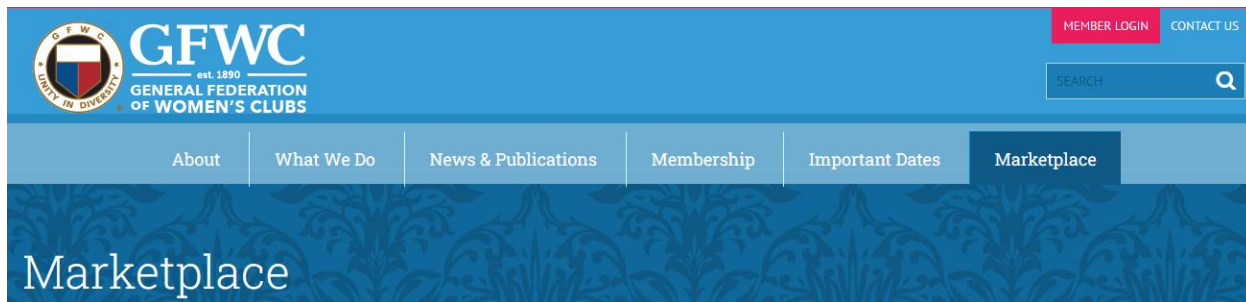 MEMBER LOGIN CONTACT US
GFWC
UNITY IN DIVERSITY
GFWC
est. 1890
GENERAL FEDERATION
OF WOMEN'S CLUBS
SEARCH
About What We Do News & Publications Membership Important Dates Marketplace
Marketplace